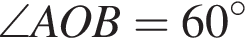 ∠AOB = 60°